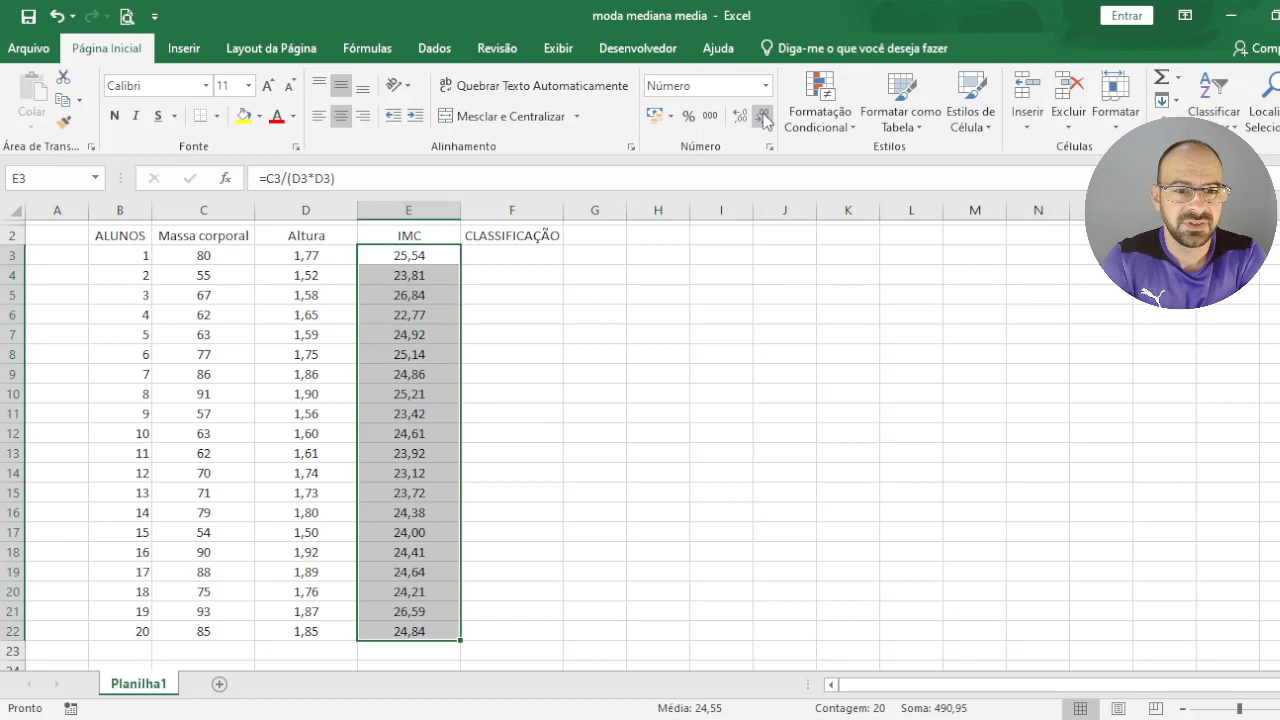 moda mediana media - Excel
Entrar
Arquivo Página Inicial Inserir Layout da Página Fórmulas Dados Revisão Exibir Desenvolvedor Ajuda Diga-me o que você deseja fazer
Colar
Calibri 11
N I S
Quebrar Texto Automaticamente
Mesclar e Centralizar
Número
% 000
Formatação Condicional
Formatar como Tabela
Estilos de Célula
Inserir Excluir Formatar
Classificar
Área de Trans... Fonte Alinhamento Número Estilos Células
E3 fx =C3/(D3*D3)
A B C D E F G H I J K L M N
2 ALUNOS Massa corporal Altura IMC CLASSIFICAÇÃO
3 1 80 1,77 25,54
4 2 55 1,52 23,81
5 3 67 1,58 26,84
6 4 62 1,65 22,77
7 5 63 1,59 24,92
8 6 77 1,75 25,14
9 7 86 1,86 24,86
10 8 91 1,90 25,21
11 9 57 1,56 23,42
12 10 63 1,60 24,61
13 11 62 1,61 23,92
14 12 70 1,74 23,12
15 13 71 1,73 23,72
16 14 79 1,80 24,38
17 15 54 1,50 24,00
18 16 90 1,92 24,41
19 17 88 1,89 24,64
20 18 75 1,76 24,21
21 19 93 1,87 26,59
22 20 85 1,85 24,84
23
Planilha1
Pronto Média: 24,55 Contagem: 20 Soma: 490,95